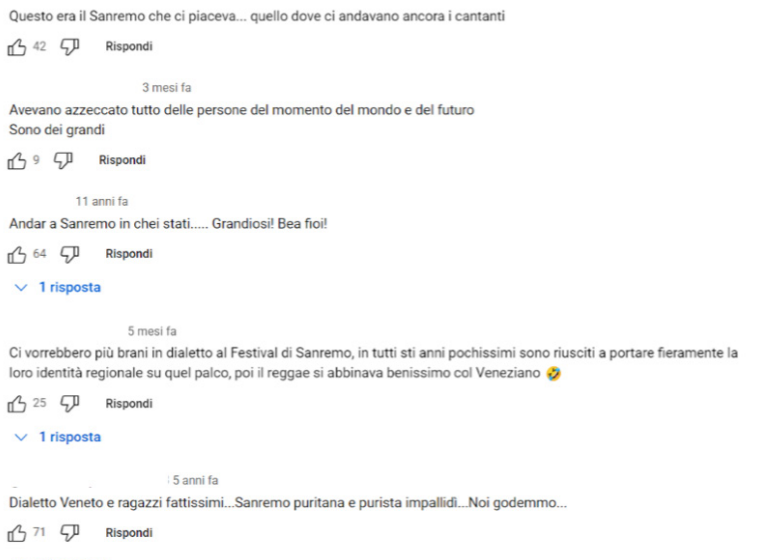 Questo era il Sanremo che ci piaceva... quello dove ci andavano ancora i cantanti
42 Rispondi
3 mesi fa
Avevano azzeccato tutto delle persone del momento del mondo e del futuro
Sono dei grandi
9 Rispondi
11 anni fa
Andar a Sanremo in chei stati..... Grandiosi! Bea fioi!
64 Rispondi
1 risposta
5 mesi fa
Ci vorrebbero più brani in dialetto al Festival di Sanremo, in tutti sti anni pochissimi sono riusciti a portare fieramente la
loro identità regionale su quel palco, poi il reggae si abbinava benissimo col Veneziano 🤣
25 Rispondi
1 risposta
5 anni fa
Dialetto Veneto e ragazzi fattissimi...Sanremo puritana e purista impallidì...Noi godemmo...
71 Rispondi